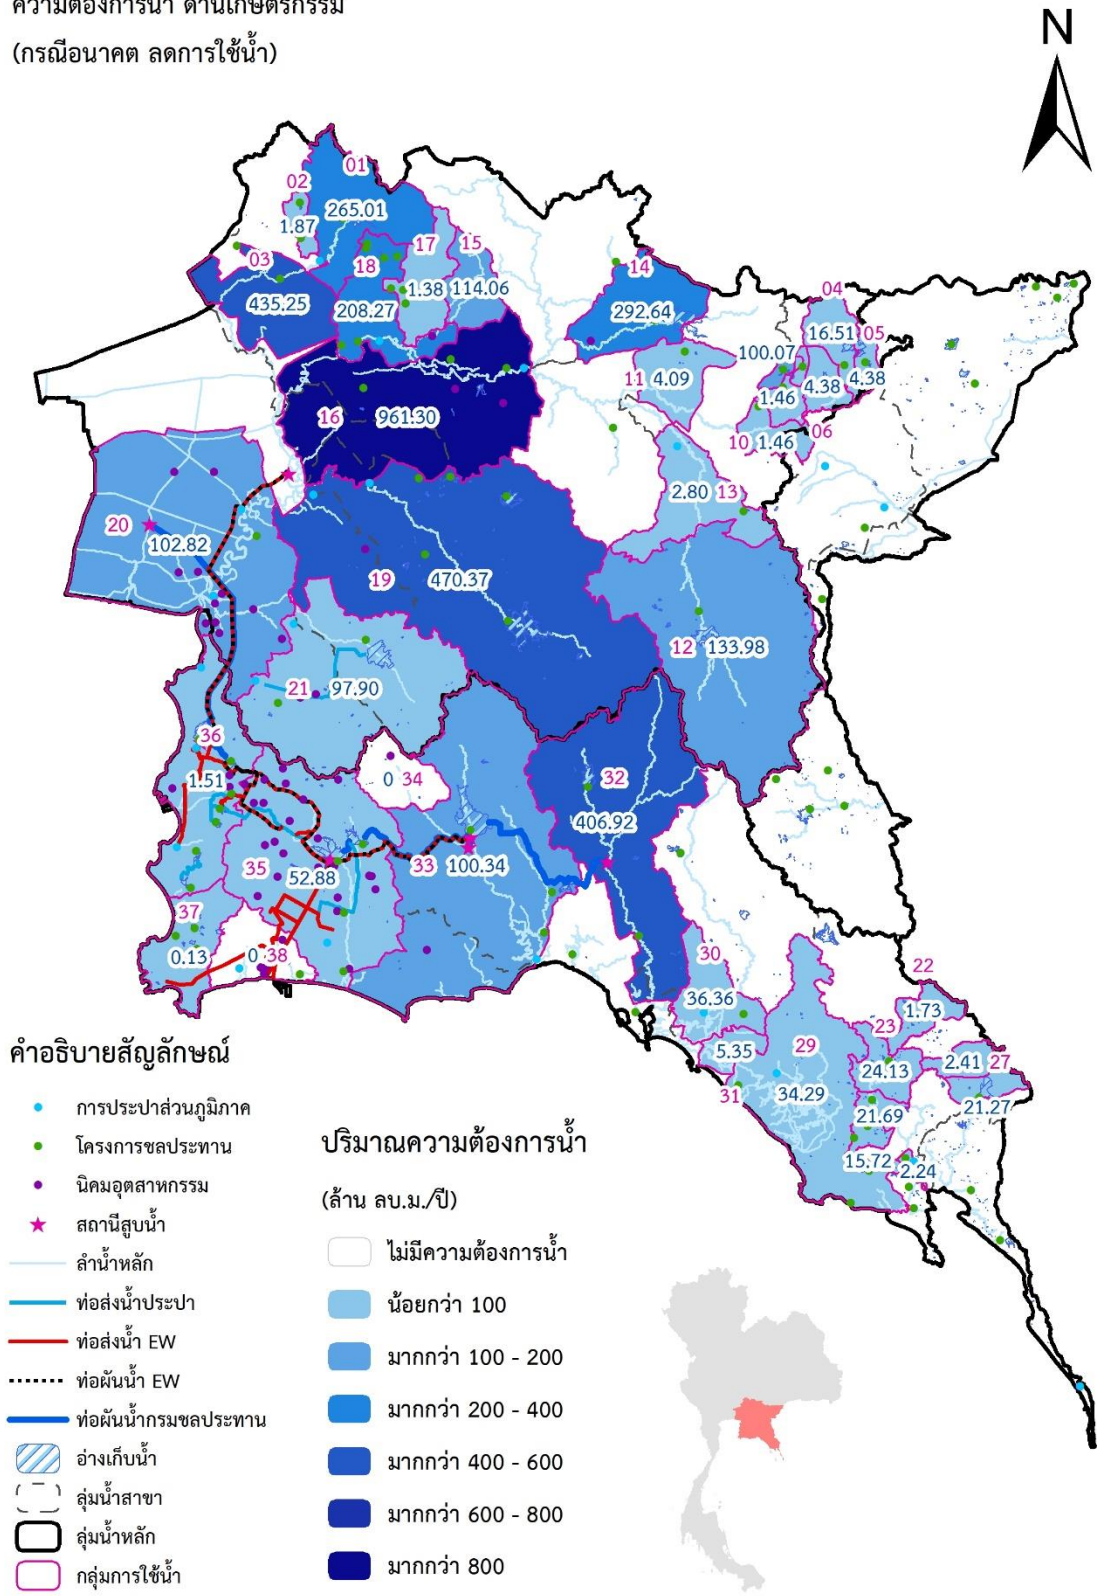 ความต้องการน้ำ ด้านเกษตรกรรม
(กรณีอนาคต ลดการใช้น้ำ)
N
01
02
265.01
1.87
17
15
03
18
14
04
435.25
208.27
1.38
114.06
292.64
16.51
05
100.07
11
4.09
4.38
4.38
1.46
16
961.30
10
1.46
06
2.80
13
20
102.82
19
470.37
12
133.98
21
97.90
36
1.51
0
34
32
406.92
35
52.88
33
100.34
37
0.13
0
38
30
36.36
22
1.73
23
5.35
29
24.13
2.41
27
31
34.29
21.69
21.27
15.72
2.24
คำอธิบายสัญลักษณ์
การประปาส่วนภูมิภาค
โครงการชลประทาน
นิคมอุตสาหกรรม
สถานีสูบน้ำ
ลำน้ำหลัก
ท่อส่งน้ำประปา
ท่อส่งน้ำ EW
ท่อผันน้ำ EW
ท่อผันน้ำกรมชลประทาน
อ่างเก็บน้ำ
ลุ่มน้ำสาขา
ลุ่มน้ำหลัก
กลุ่มการใช้น้ำ
ปริมาณความต้องการน้ำ
(ล้าน ลบ.ม./ปี)
ไม่มีความต้องการน้ำ
น้อยกว่า 100
มากกว่า 100 - 200
มากกว่า 200 - 400
มากกว่า 400 - 600
มากกว่า 600 - 800
มากกว่า 800